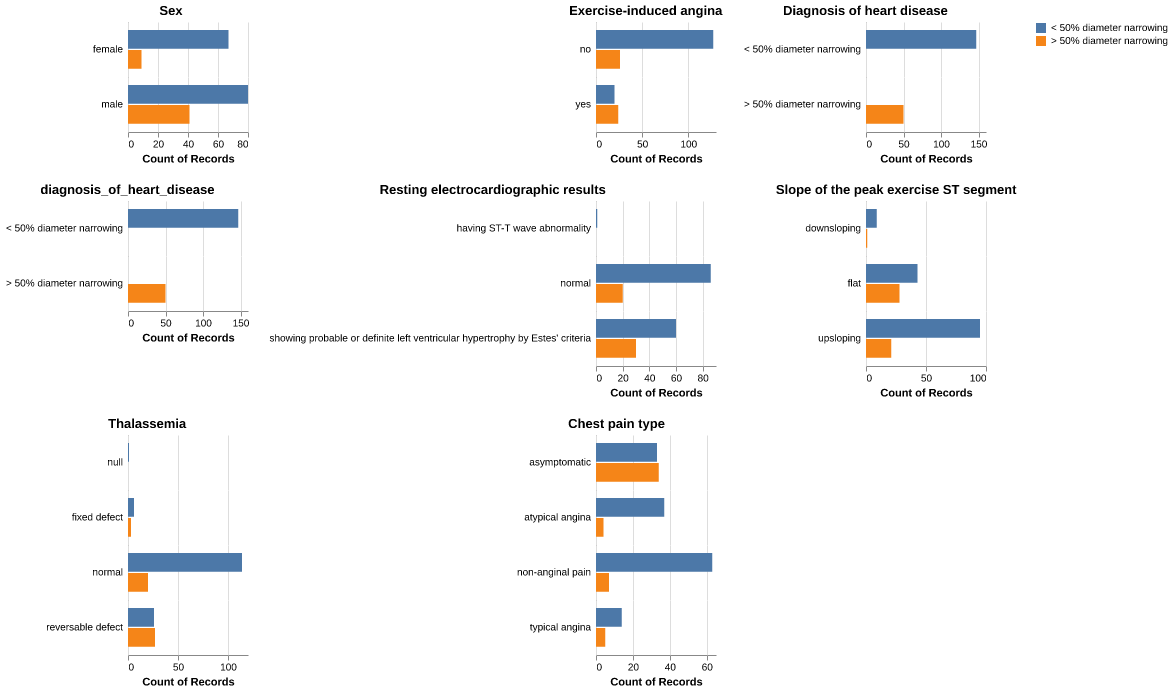 Sex
female
male
0 20 40 60 80
Count of Records
Exercise-induced angina
no
yes
0 50 100
Count of Records
Diagnosis of heart disease
< 50% diameter narrowing
> 50% diameter narrowing
0 50 100 150
Count of Records
< 50% diameter narrowing
> 50% diameter narrowing
diagnosis_of_heart_disease
< 50% diameter narrowing
> 50% diameter narrowing
0 50 100 150
Count of Records
Resting electrocardiographic results
having ST-T wave abnormality
normal
showing probable or definite left ventricular hypertrophy by Estes' criteria
0 20 40 60 80
Count of Records
Slope of the peak exercise ST segment
downsloping
flat
upsloping
0 50 100
Count of Records
Thalassemia
null
fixed defect
normal
reversable defect
0 50 100
Count of Records
Chest pain type
asymptomatic
atypical angina
non-anginal pain
typical angina
0 20 40 60
Count of Records